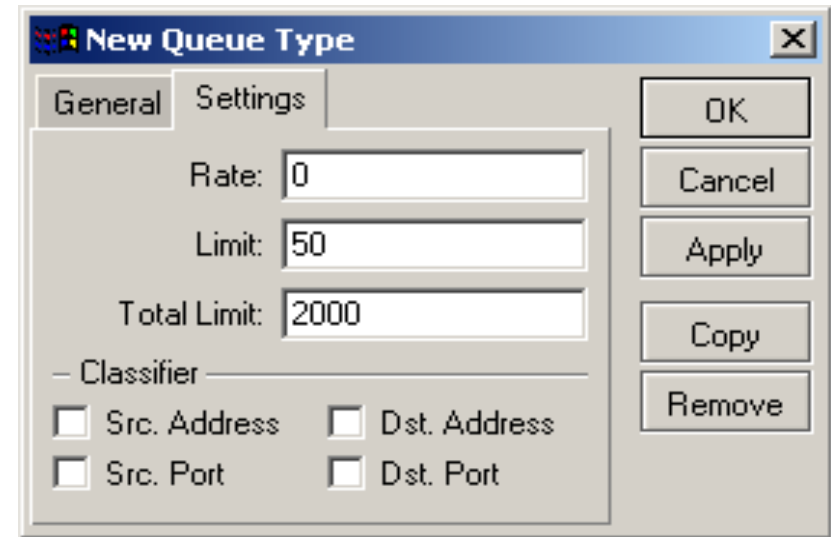 New Queue Type
General Settings
Rate: 0
Limit: 50
Total Limit: 2000
Classifier
Src. Address Dst. Address
Src. Port Dst. Port
OK
Cancel
Apply
Copy
Remove